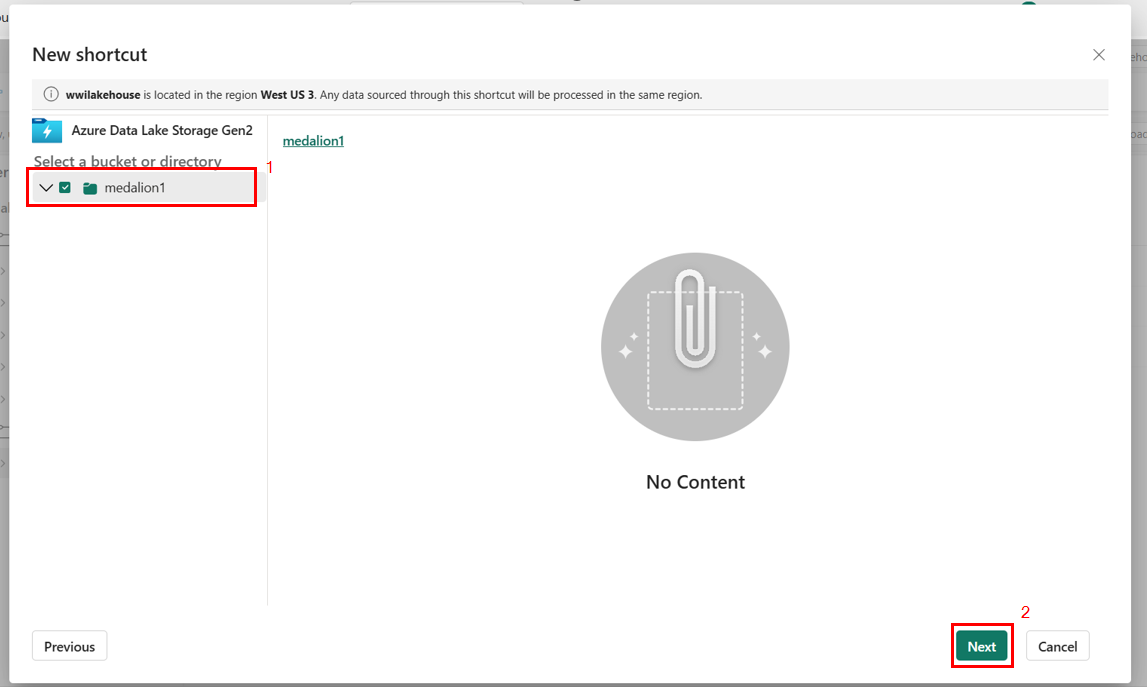 New shortcut
wwilakehouse is located in the region West US 3. Any data sourced through this shortcut will be processed in the same region.
Azure Data Lake Storage Gen2
Select a bucket or directory
1
medalion1
medalion1
No Content
2
Previous
Next
Cancel